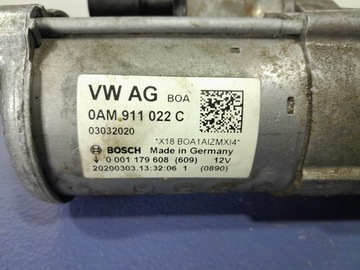 VW AG BOA
0AM 911 022 C
03032020
*X18 BOA1AIZMXI4*
BOSCH Made in Germany
0 001 179 608 (609) 12V
20200303 13:32:06 1 (0890)